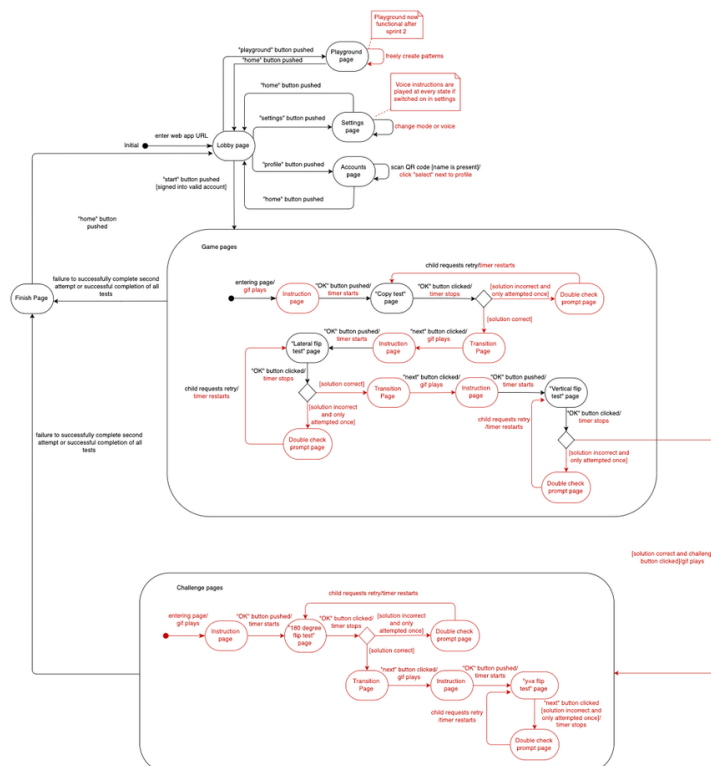 Playground now
functional after
sprint 2
"playground" button pushed
"home" button pushed
Playground
page
freely create patterns
Voice instructions are
played at every state if
switched on in settings
"home" button pushed
"settings" button pushed
Settings
page
change mode or voice
enter web app URL
Initial
Lobby page
"profile" button pushed
Accounts
page
scan QR code [name is present]/
click "select" next to profile
"start" button pushed
[signed into valid account]
"home" button pushed
"home" button
pushed
Game pages
failure to successfully complete second
attempt or successful completion of all
tests
Finish Page
child requests retry/timer restarts
entering page/
gif plays
Instruction
page
"OK" button pushed/
timer starts
"Copy test"
page
"OK" button clicked/
timer stops
[solution incorrect
and only attempted once]
Double check
prompt page
[solution correct]
"Lateral flip
test" page
"OK" button pushed/
timer starts
Instruction
page
"next" button clicked/
gif plays
Transition
Page
"OK" button clicked/
timer stops
child requests retry/
timer restarts
[solution correct]
Transition
Page
"next" button clicked/
gif plays
Instruction
page
"OK" button pushed/
timer starts
"Vertical flip
test" page
[solution incorrect
and only
attempted once]
Double check
prompt page
child requests retry
/timer restarts
"OK" button clicked/
timer stops
[solution incorrect and
only attempted once]
Double check
prompt page
failure to successfully complete second
attempt or successful completion of all
tests
[solution correct and challeng
button clicked]/gif plays
Challenge pages
child requests retry/timer restarts
entering page/
gif plays
Instruction
page
"OK" button pushed/
timer starts
"180 degree
flip test"
page
"OK" button clicked/
timer stops
[solution incorrect
and only
attempted once]
Double check
prompt page
[solution correct]
Transition
Page
"next" button clicked/
gif plays
Instruction
page
"OK" button pushed/
timer starts
"yva flip
test" page
child requests retry
/timer restarts
"next" button clicked
[solution incorrect and
only attempted once]/
timer stops
Double check
prompt page